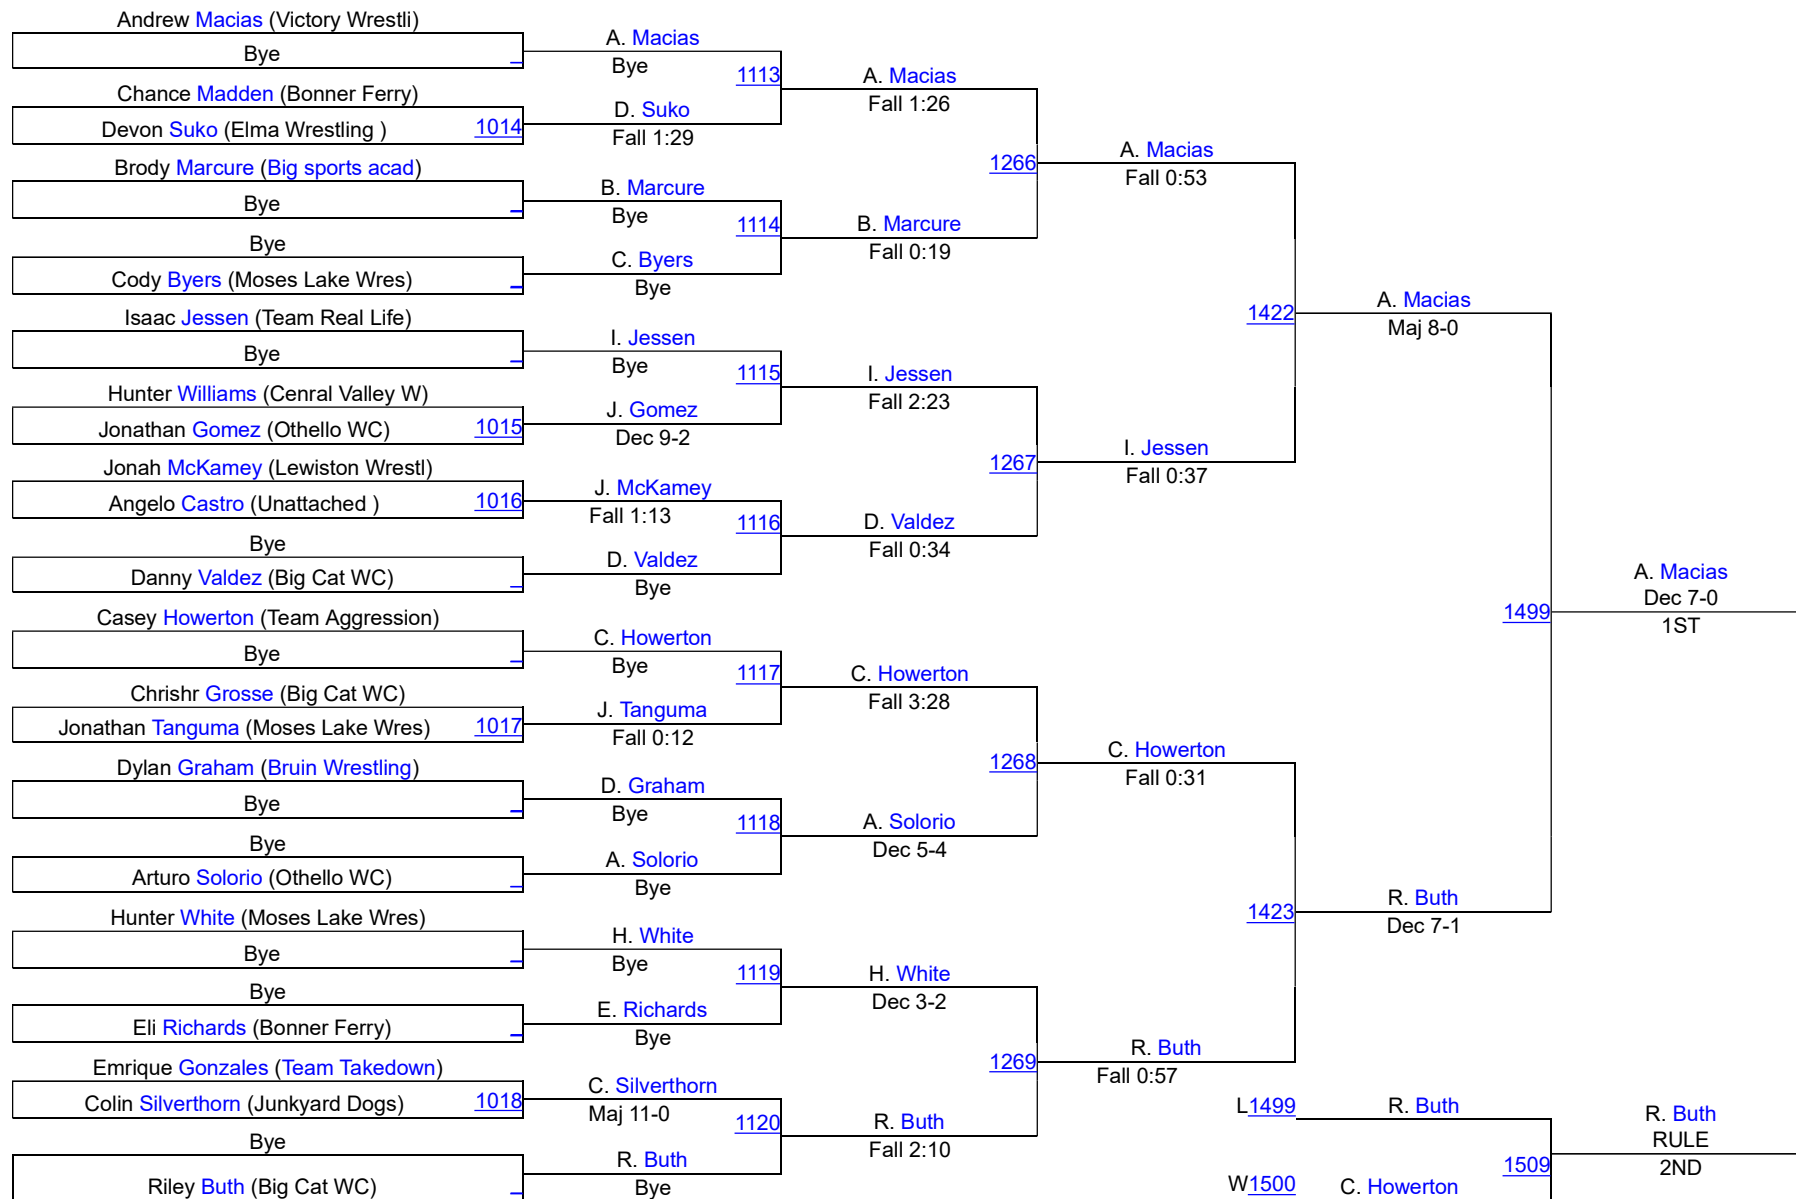 Andrew Macias (Victory Wrestli)
Bye
Chance Madden (Bonner Ferry)
Devon Suko (Elma Wrestling )
1014
Brody Marcure (Big sports acad)
Bye
Bye
Cody Byers (Moses Lake Wres)
Isaac Jessen (Team Real Life)
Bye
Hunter Williams (Cenral Valley W)
Jonathan Gomez (Othello WC)
1015
Jonah McKamey (Lewiston Wrestl)
Angelo Castro (Unattached )
1016
Bye
Danny Valdez (Big Cat WC)
Casey Howerton (Team Aggression)
Bye
Chrishr Grosse (Big Cat WC)
Jonathan Tanguma (Moses Lake Wres)
1017
Dylan Graham (Bruin Wrestling)
Bye
Bye
Arturo Solorio (Othello WC)
Hunter White (Moses Lake Wres)
Bye
Bye
Eli Richards (Bonner Ferry)
Emrique Gonzales (Team Takedown)
Colin Silverthorn (Junkyard Dogs)
1018
Bye
Riley Buth (Big Cat WC)
A. Macias
Bye
1113
D. Suko
Fall 1:29
B. Marcure
Bye
1114
C. Byers
Bye
I. Jessen
Bye
1115
J. Gomez
Dec 9-2
J. McKamey
Fall 1:13
1116
D. Valdez
Bye
C. Howerton
Bye
1117
J. Tanguma
Fall 0:12
D. Graham
Bye
1118
A. Solorio
Bye
H. White
Bye
1119
E. Richards
Bye
C. Silverthorn
Maj 11-0
1120
R. Buth
Bye
A. Macias
Fall 1:26
1266
B. Marcure
Fall 0:19
I. Jessen
Fall 2:23
1267
D. Valdez
Fall 0:34
C. Howerton
Fall 3:28
1268
A. Solorio
Dec 5-4
H. White
Dec 3-2
1269
R. Buth
Fall 2:10
A. Macias
Fall 0:53
1422
I. Jessen
Fall 0:37
C. Howerton
Fall 0:31
1423
R. Buth
Fall 0:57
A. Macias
Maj 8-0
1499
R. Buth
Dec 7-1
A. Macias
Dec 7-0
1ST
L1499
R. Buth
1509
W1500
C. Howerton
R. Buth
RULE
2ND